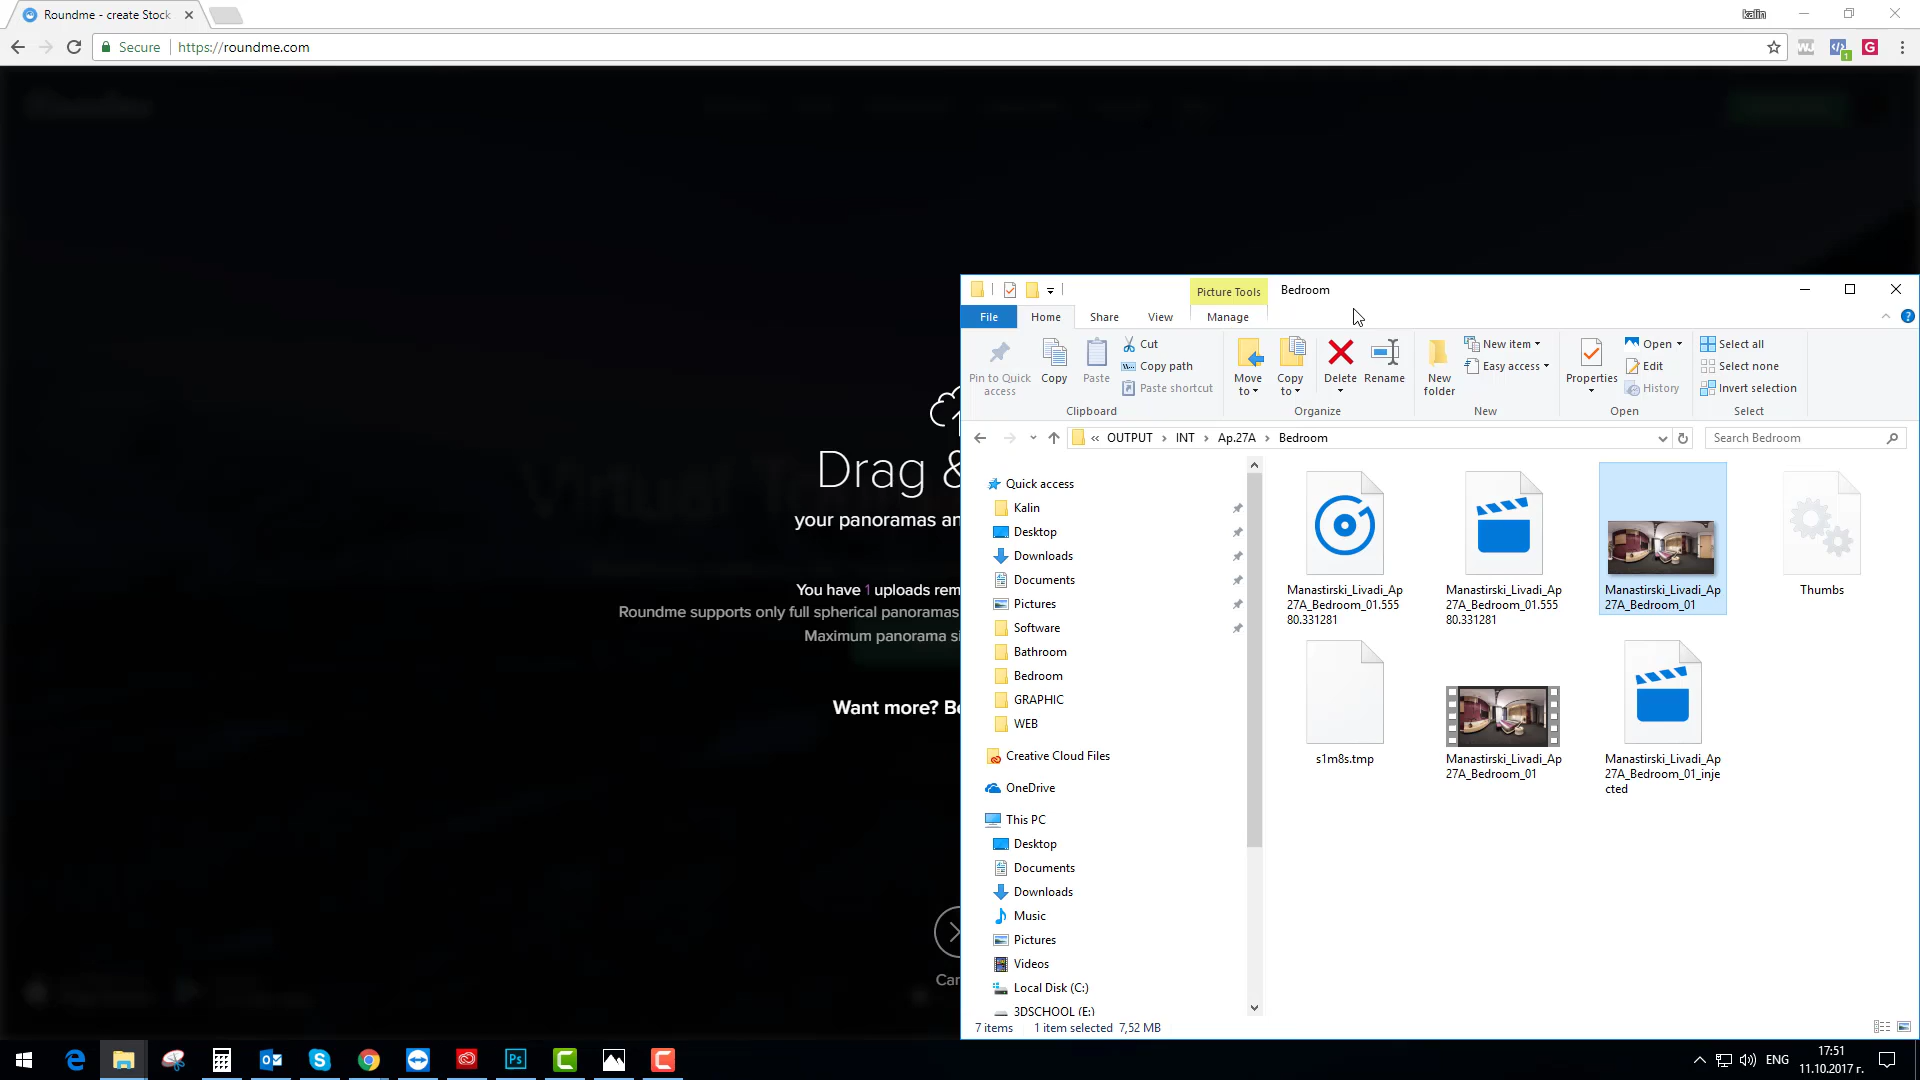 Roundme - create Stock
kalin
Secure
https://roundme.com
Drag &
your panoramas an
You have 1 uploads rem
Roundme supports only full spherical panoramas
Maximum panorama si
Want more? Be
Can
Picture Tools
Bedroom
File
Home
Share
View
Manage
Pin to Quick
access
Copy
Paste
Cut
Copy path
Paste shortcut
Clipboard
Move
to
Copy
to
Delete
Rename
Organize
New
folder
New item
Easy access
New
Properties
Open
Edit
History
Open
Select all
Select none
Invert selection
Select
« OUTPUT › INT › Ap.27A › Bedroom
Search Bedroom
Quick access
Kalin
Desktop
Downloads
Documents
Pictures
Software
Bathroom
Bedroom
GRAPHIC
WEB
Creative Cloud Files
OneDrive
This PC
Desktop
Documents
Downloads
Music
Pictures
Videos
Local Disk (C:)
3DSCHOOL (E:)
Manastirski_Livadi_Ap
27A_Bedroom_01.555
80.331281
Manastirski_Livadi_Ap
27A_Bedroom_01.555
80.331281
Manastirski_Livadi_Ap
27A_Bedroom_01
Thumbs
s1m8s.tmp
Manastirski_Livadi_Ap
27A_Bedroom_01
Manastirski_Livadi_Ap
27A_Bedroom_01_inje
cted
7 items
1 item selected 7,52 MB
ENG
17:51
11.10.2017 г.